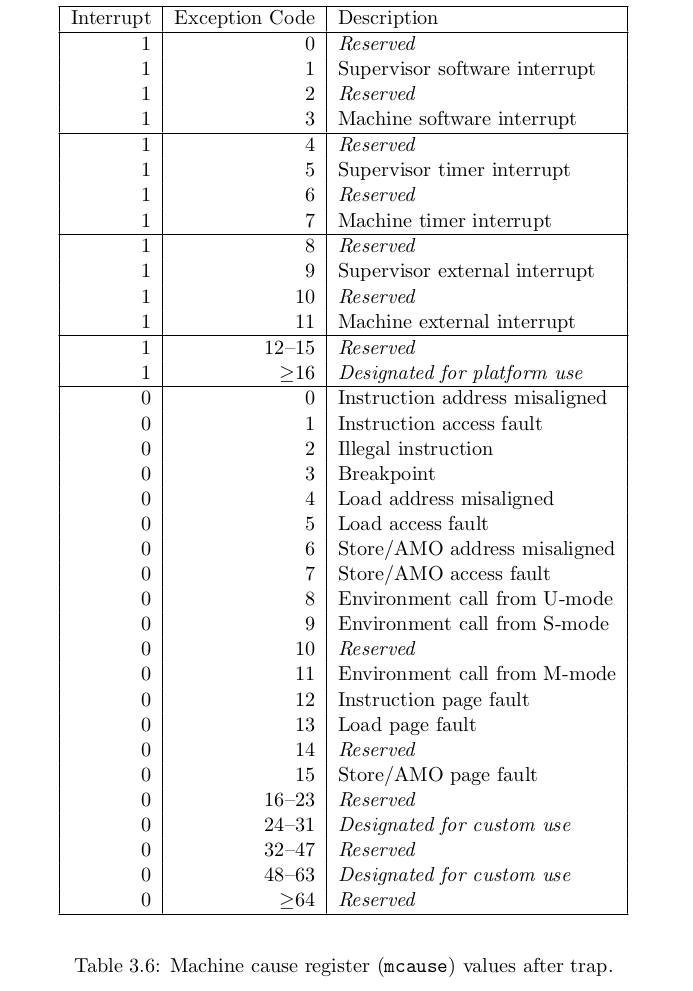 Interrupt Exception Code Description
1 0 Reserved
1 1 Supervisor software interrupt
1 2 Reserved
1 3 Machine software interrupt
1 4 Reserved
1 5 Supervisor timer interrupt
1 6 Reserved
1 7 Machine timer interrupt
1 8 Reserved
1 9 Supervisor external interrupt
1 10 Reserved
1 11 Machine external interrupt
1 12–15 Reserved
1 ≥16 Designated for platform use
0 0 Instruction address misaligned
0 1 Instruction access fault
0 2 Illegal instruction
0 3 Breakpoint
0 4 Load address misaligned
0 5 Load access fault
0 6 Store/AMO address misaligned
0 7 Store/AMO access fault
0 8 Environment call from U-mode
0 9 Environment call from S-mode
0 10 Reserved
0 11 Environment call from M-mode
0 12 Instruction page fault
0 13 Load page fault
0 14 Reserved
0 15 Store/AMO page fault
0 16–23 Reserved
0 24–31 Designated for custom use
0 32–47 Reserved
0 48–63 Designated for custom use
0 ≥64 Reserved
Table 3.6: Machine cause register (mcause) values after trap.